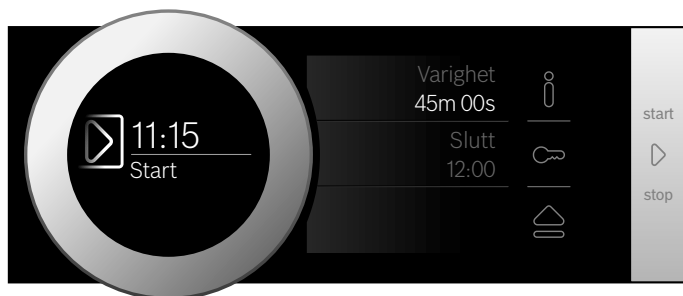 11:15
Start
Varighet
45m 00s
Slutt
12:00
start
stop